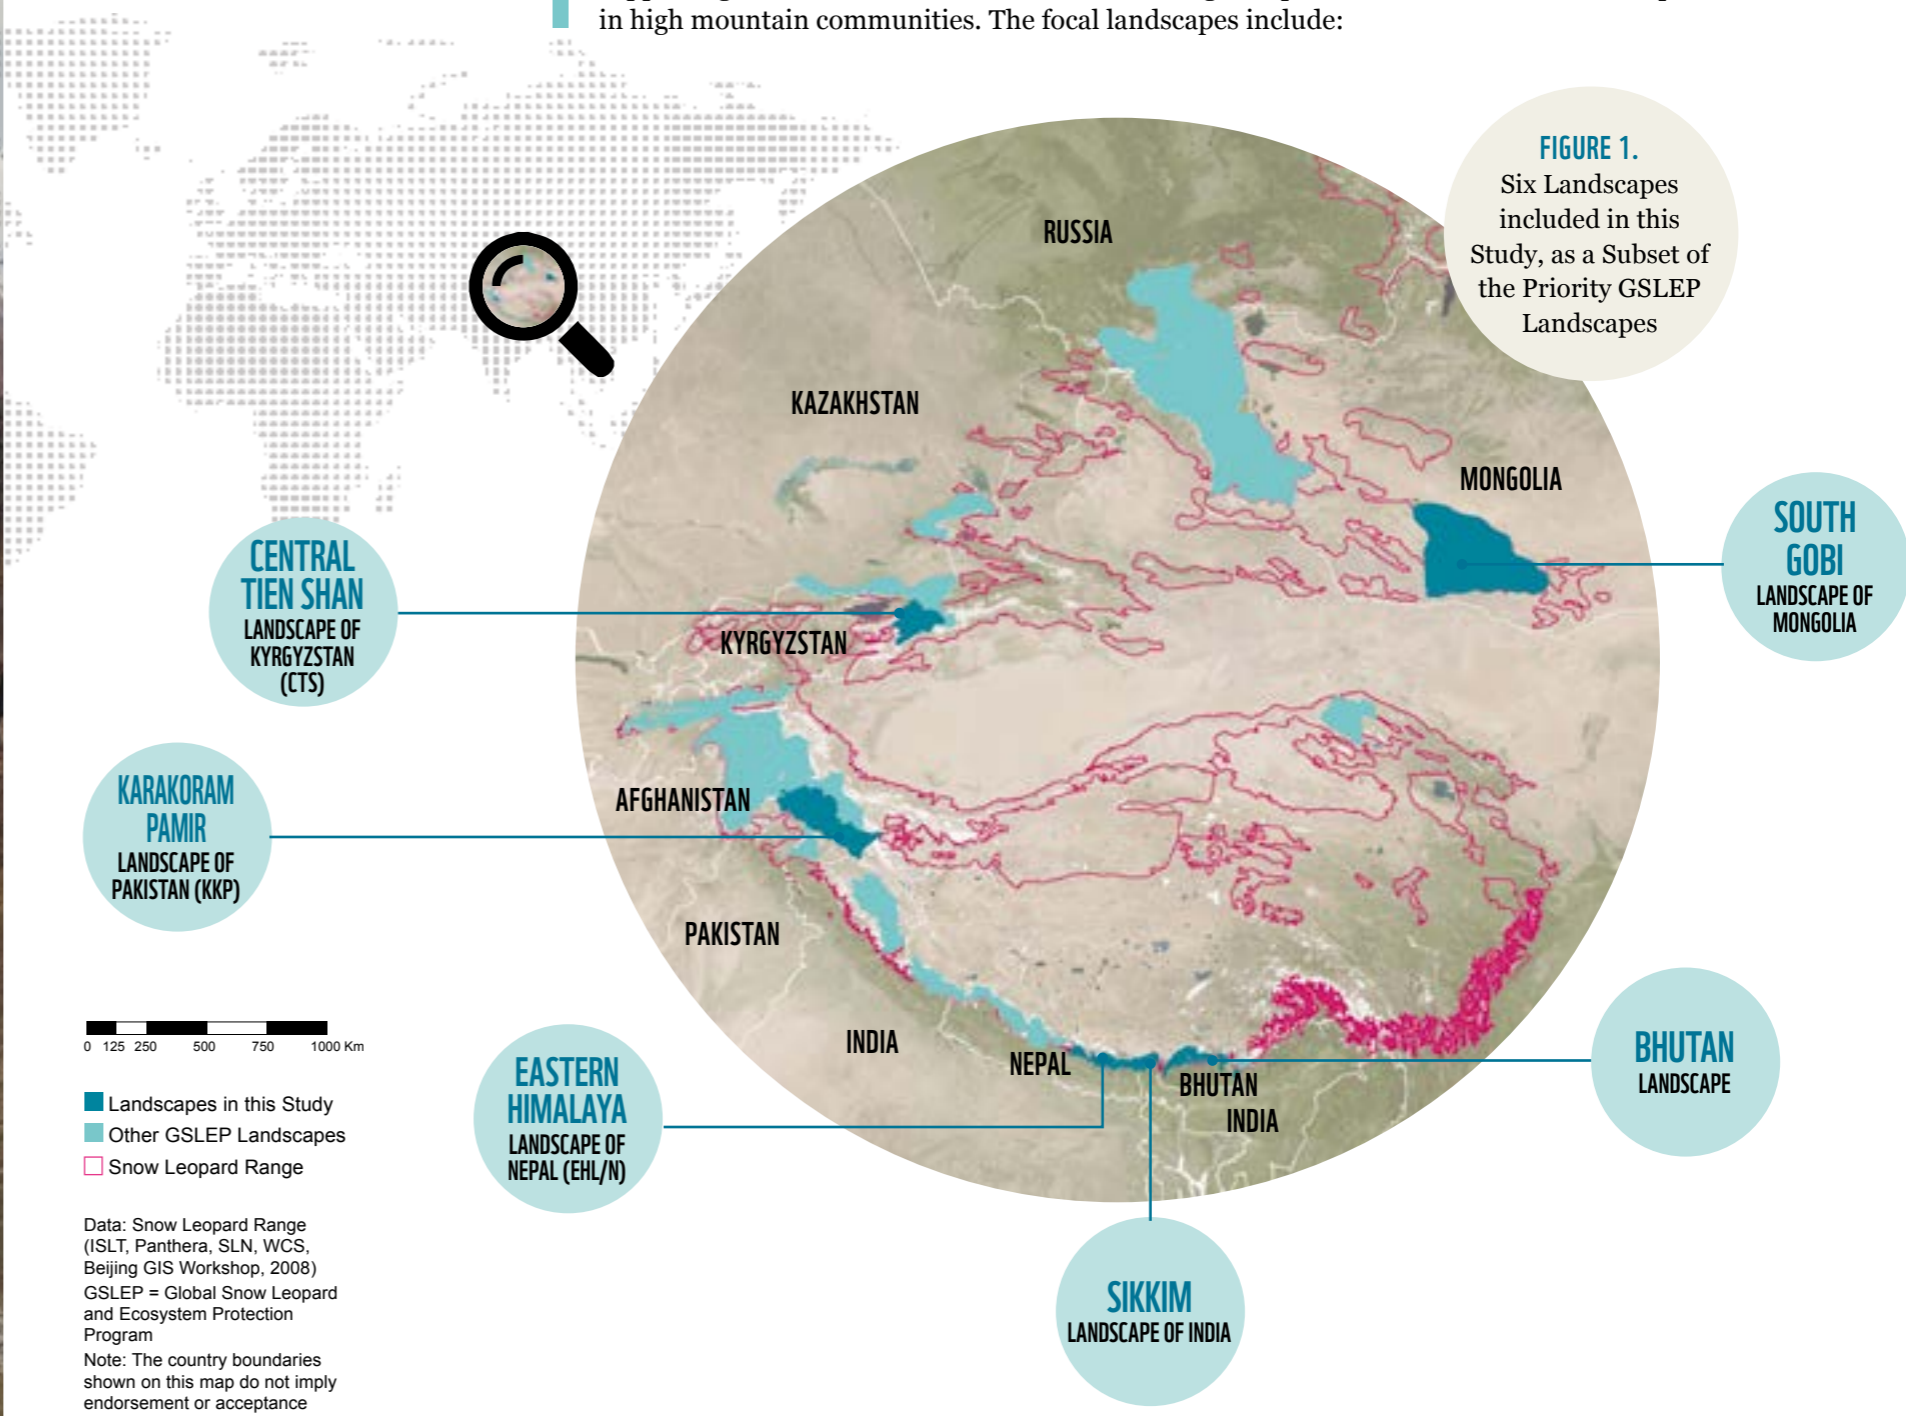 in high mountain communities. The focal landscapes include:
FIGURE 1.
Six Landscapes
included in this
Study, as a Subset of
the Priority GSLEP
Landscapes
RUSSIA
KAZAKHSTAN
MONGOLIA
SOUTH
GOBI
LANDSCAPE OF
MONGOLIA
CENTRAL
TIEN SHAN
LANDSCAPE OF
KYRGYZSTAN
(CTS)
KYRGYZSTAN
KARAKORAM
PAMIR
LANDSCAPE OF
PAKISTAN (KKP)
AFGHANISTAN
PAKISTAN
INDIA
NEPAL
BHUTAN
INDIA
BHUTAN
LANDSCAPE
EASTERN
HIMALAYA
LANDSCAPE OF
NEPAL (EHL/N)
SIKKIM
LANDSCAPE OF INDIA
0 125 250 500 750 1000 Km
Landscapes in this Study
Other GSLEP Landscapes
Snow Leopard Range
Data: Snow Leopard Range
(ISLT, Panthera, SLN, WCS,
Beijing GIS Workshop, 2008)
GSLEP = Global Snow Leopard
and Ecosystem Protection
Program
Note: The country boundaries
shown on this map do not imply
endorsement or acceptance